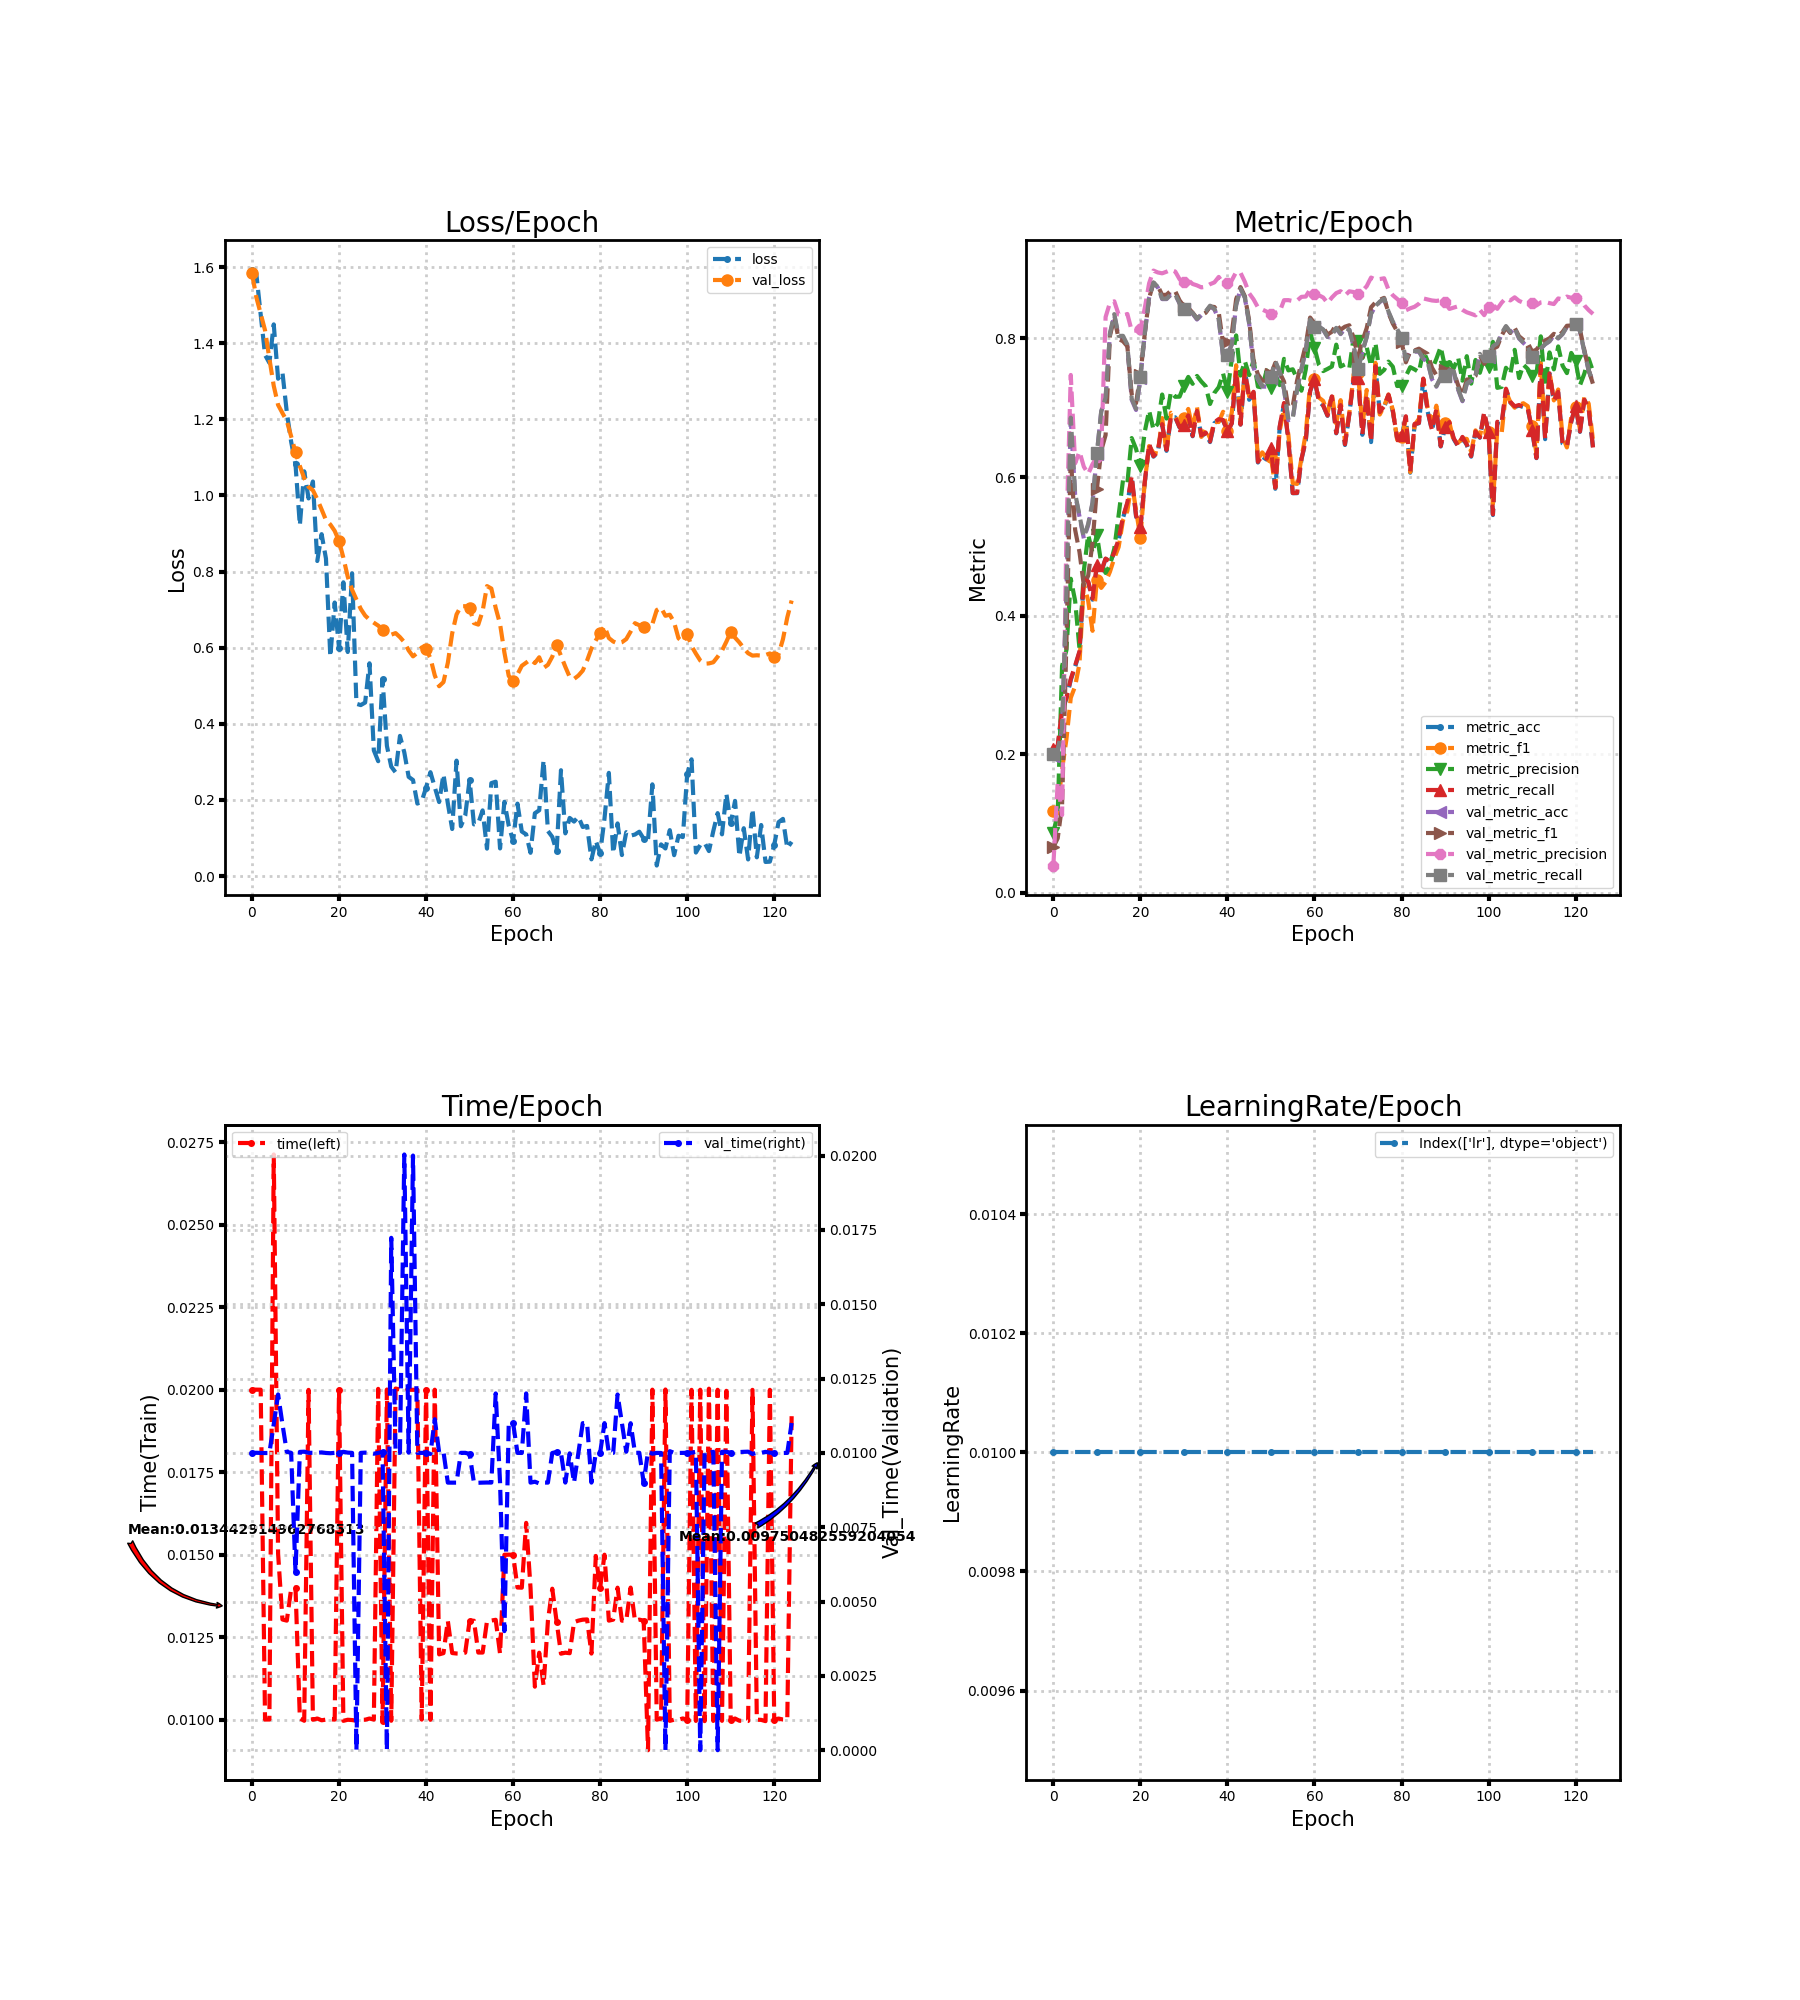 Loss/Epoch
loss
val_loss
1.6
1.4
1.2
1.0
0.8
0.6
0.4
0.2
0.0
Loss
0 20 40 60 80 100 120
Epoch
Metric/Epoch
0.8
0.6
0.4
0.2
0.0
Metric
metric_acc
metric_f1
metric_precision
metric_recall
val_metric_acc
val_metric_f1
val_metric_precision
val_metric_recall
0 20 40 60 80 100 120
Epoch
Time/Epoch
time(left)
val_time(right)
0.0275
0.0250
0.0225
0.0200
0.0175
0.0150
0.0125
0.0100
Time(Train)
0.0200
0.0175
0.0150
0.0125
0.0100
0.0075
0.0050
0.0025
0.0000
Val_Time(Validation)
0 20 40 60 80 100 120
Epoch
LearningRate/Epoch
Index(['lr'], dtype='object')
0.0104
0.0102
0.0100
0.0098
0.0096
LearningRate
0 20 40 60 80 100 120
Epoch